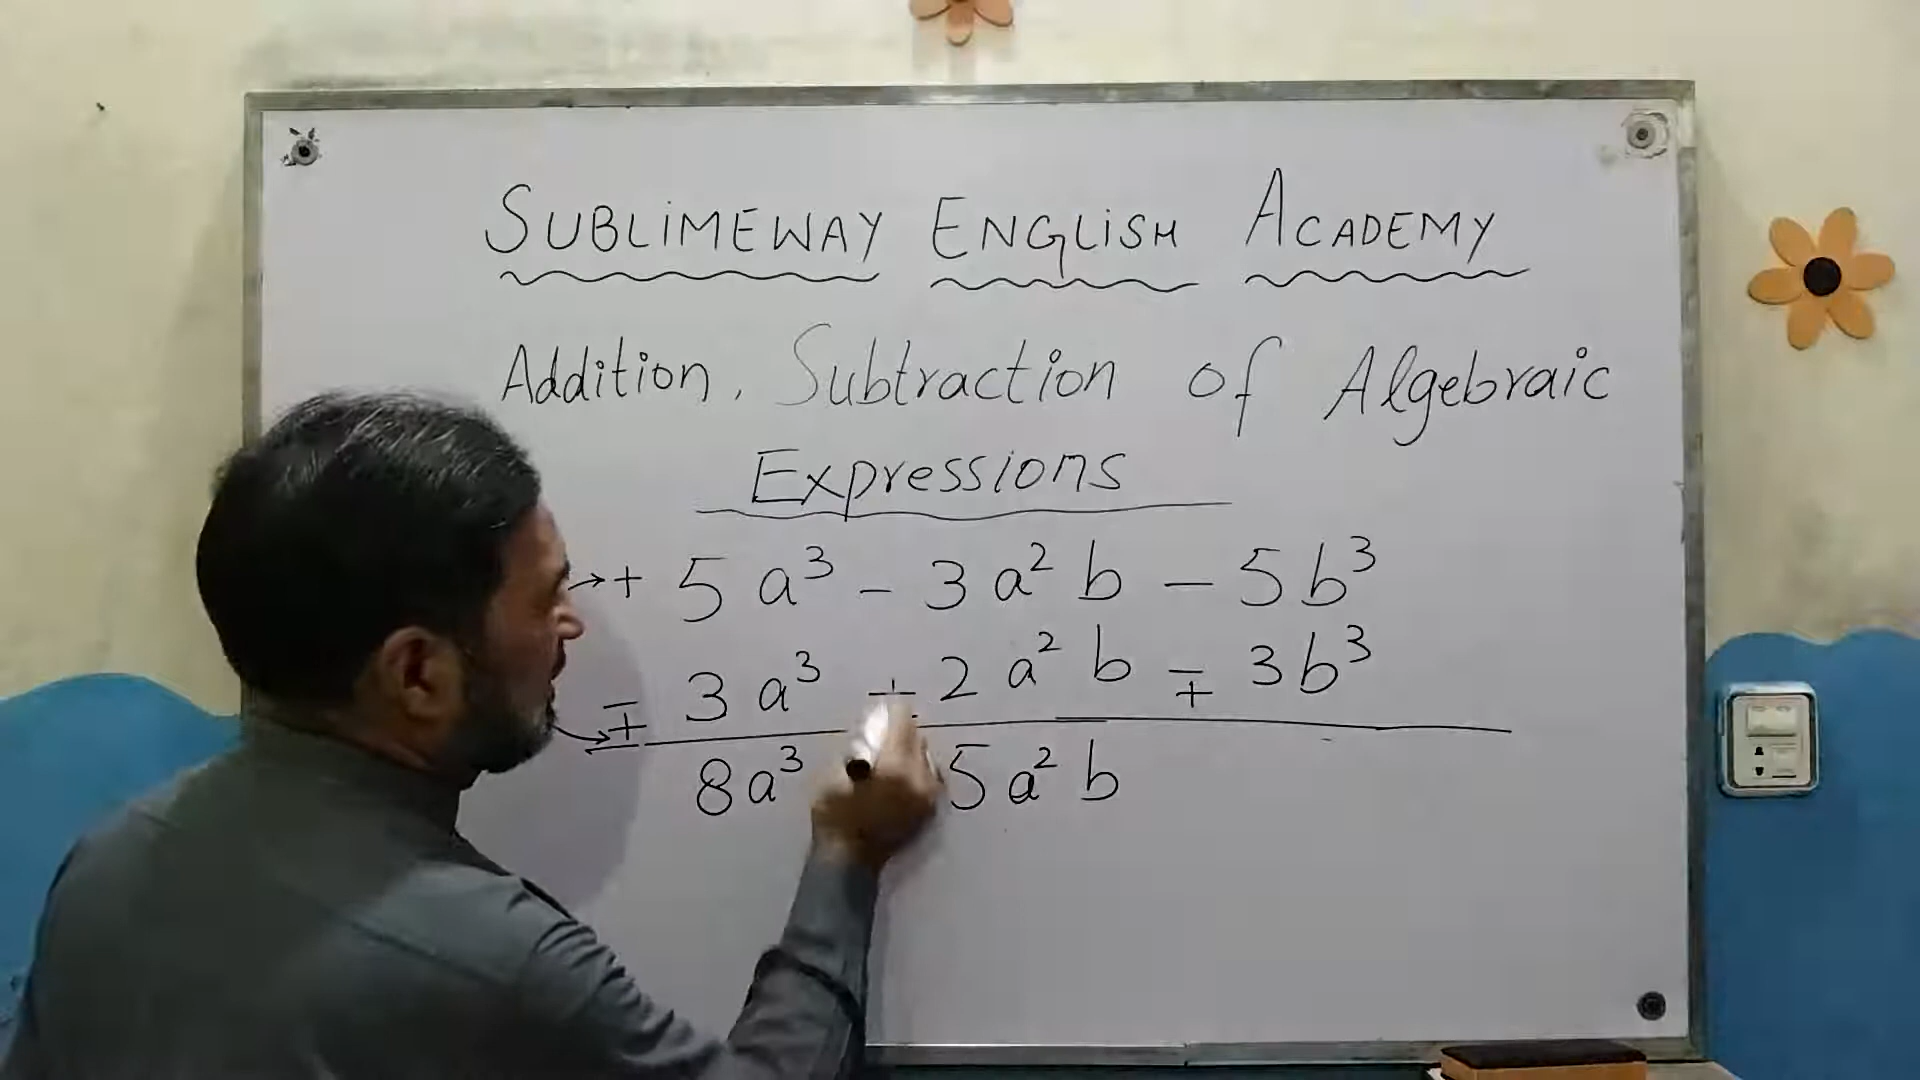 SUBLIMEWAY ENGLISH ACADEMY
Addition, Subtraction of Algebraic
Expressions
→ + 5a³ - 3a²b - 5b³
∓ 3a³ + 2a²b ∓ 3b³
8a³ 5a²b